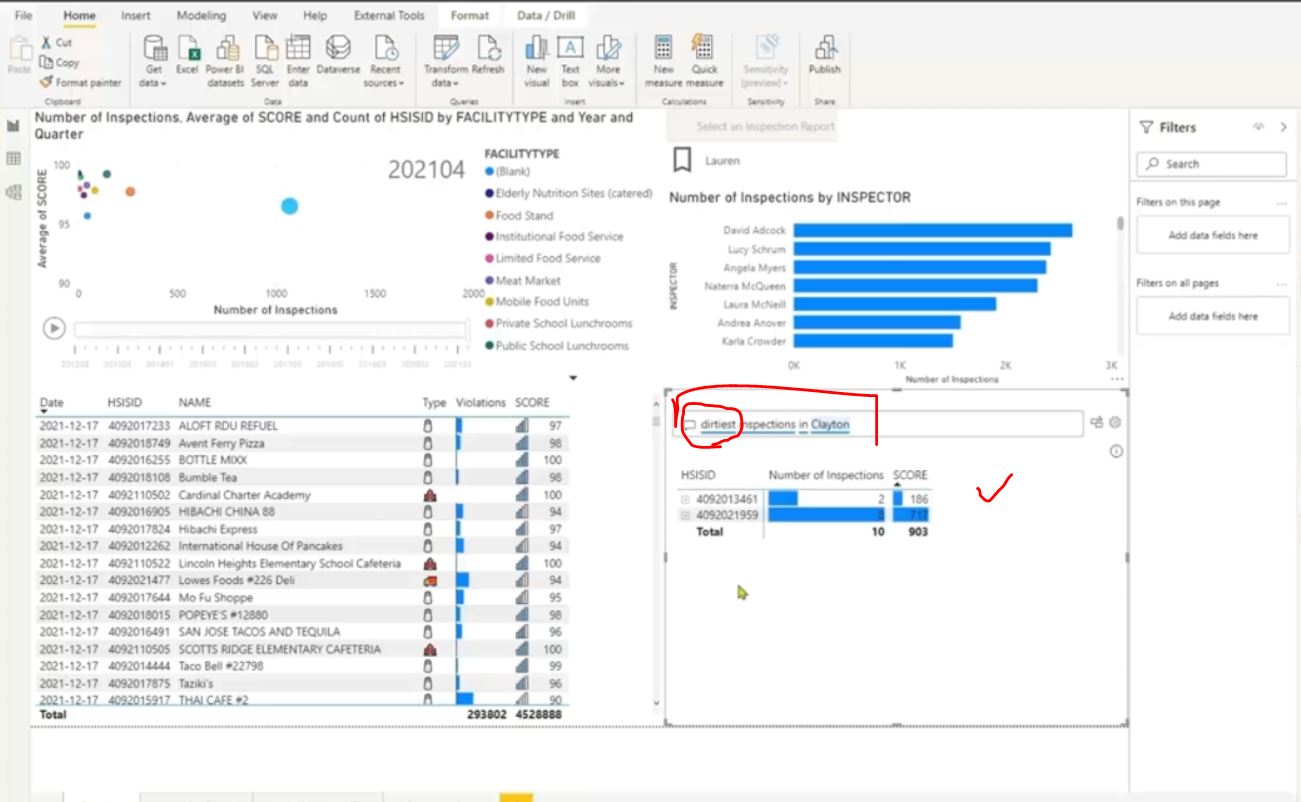 File Home Insert Modeling View Help External Tools Format Data / Drill
Paste
Cut
Copy
Format painter
Clipboard
Get data
Excel
Power BI datasets
SQL Server
Enter data
Dataverse
Recent sources
Data
Transform data
Refresh
Queries
New visual
Text box
More visuals
Insert
New measure
Quick measure
Calculations
Sensitivity (preview)
Sensitivity
Publish
Share
Number of Inspections, Average of SCORE and Count of HSISID by FACILITYTYPE and Year and
Quarter
100
95
90
Average of SCORE
202104
0 500 1000 1500 2000
Number of Inspections
FACILITYTYPE
(Blank)
Elderly Nutrition Sites (catered)
Food Stand
Institutional Food Service
Limited Food Service
Meat Market
Mobile Food Units
Private School Lunchrooms
Public School Lunchrooms
Select an Inspection Report
Lauren
Number of Inspections by INSPECTOR
INSPECTOR
David Adcock
Lucy Schrum
Angela Myers
Naterra McQueen
Laura McNeill
Andrea Anover
Karla Crowder
0K 1K 2K 3K
Number of Inspections
Filters
Search
Filters on this page
Add data fields here
Filters on all pages
Add data fields here
Date HSISID NAME Type Violations SCORE
2021-12-17 4092017233 ALOFT RDU REFUEL 97
2021-12-17 4092018749 Avent Ferry Pizza 98
2021-12-17 4092016255 BOTTLE MIXX 100
2021-12-17 4092018108 Bumble Tea 98
2021-12-17 4092110502 Cardinal Charter Academy 100
2021-12-17 4092016905 HIBACHI CHINA 88 94
2021-12-17 4092017824 Hibachi Express 97
2021-12-17 4092012262 International House Of Pancakes 94
2021-12-17 4092110522 Lincoln Heights Elementary School Cafeteria 100
2021-12-17 4092021477 Lowes Foods #226 Deli 94
2021-12-17 4092017644 Mo Fu Shoppe 95
2021-12-17 4092018015 POPEYE'S #12880 98
2021-12-17 4092016491 SAN JOSE TACOS AND TEQUILA 96
2021-12-17 4092110505 SCOTTS RIDGE ELEMENTARY CAFETERIA 100
2021-12-17 4092014444 Taco Bell #22798 99
2021-12-17 4092017875 Taziki's 96
2021-12-17 4092015917 THAI CAFE #2 90
Total 293802 4528888
dirtiest inspections in Clayton
HSISID Number of Inspections SCORE
4092013461 2 186
4092021959 8 717
Total 10 903